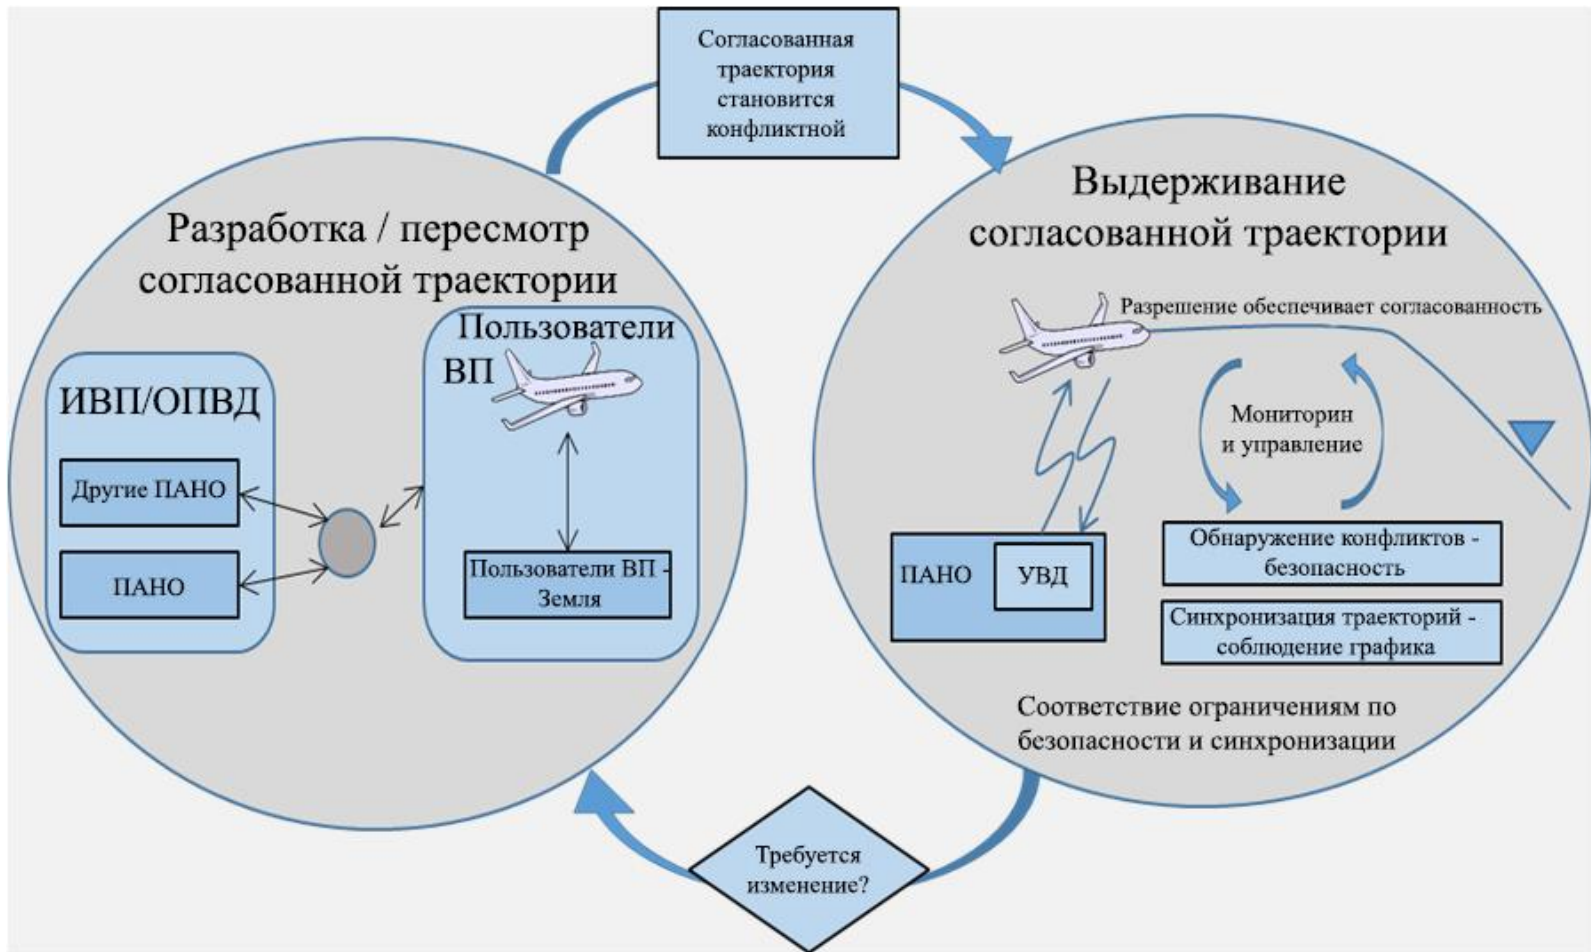 Согласованная
траектория
становится
конфликтной
Разработка / пересмотр
согласованной траектории
ИВП/ОПВД
Другие ПАНО
ПАНО
Пользователи
ВП
Пользователи ВП -
Земля
Выдерживание
согласованной траектории
Разрешение обеспечивает согласованность
Мониторин
и управление
ПАНО
УВД
Обнаружение конфликтов -
безопасность
Синхронизация траекторий -
соблюдение графика
Соответствие ограничениям по
безопасности и синхронизации
Требуется
изменение?